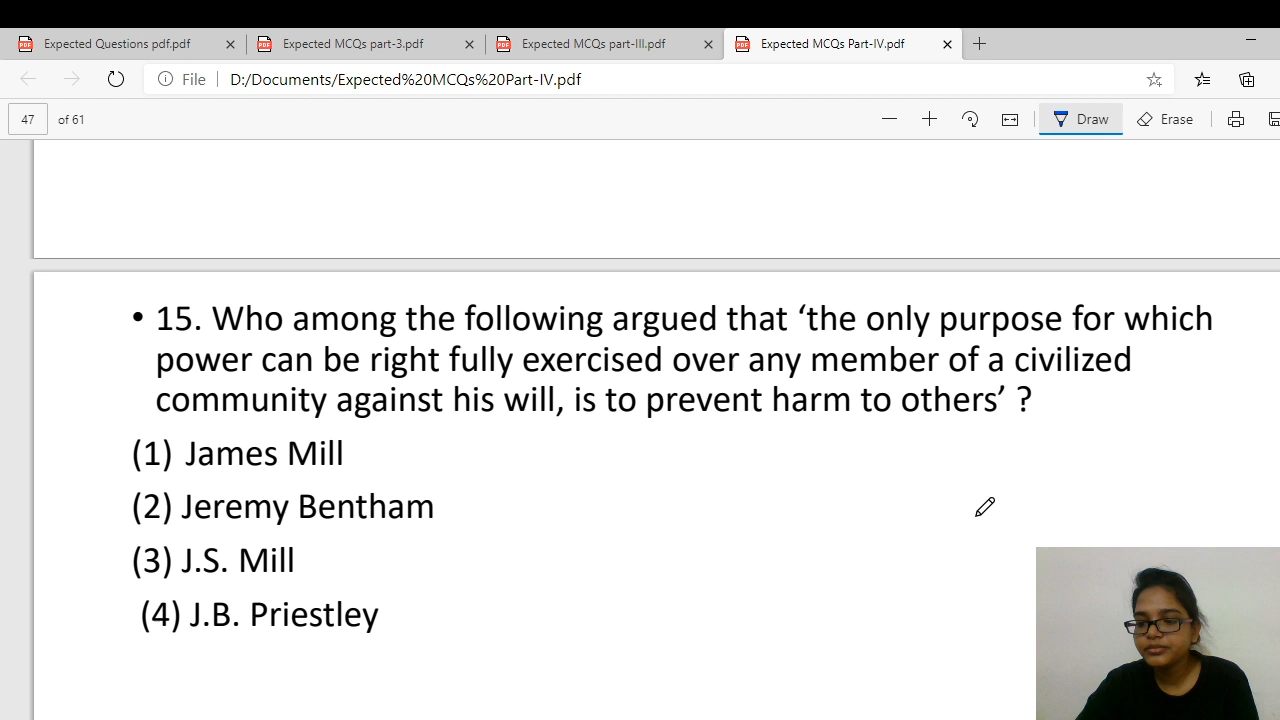 Expected Questions pdf.pdf
Expected MCQs part-3.pdf
Expected MCQs part-III.pdf
Expected MCQs Part-IV.pdf
File
D:/Documents/Expected%20MCQs%20Part-IV.pdf
47 of 61
Draw
Erase
• 15. Who among the following argued that ‘the only purpose for which
power can be right fully exercised over any member of a civilized
community against his will, is to prevent harm to others’ ?
(1) James Mill
(2) Jeremy Bentham
(3) J.S. Mill
(4) J.B. Priestley